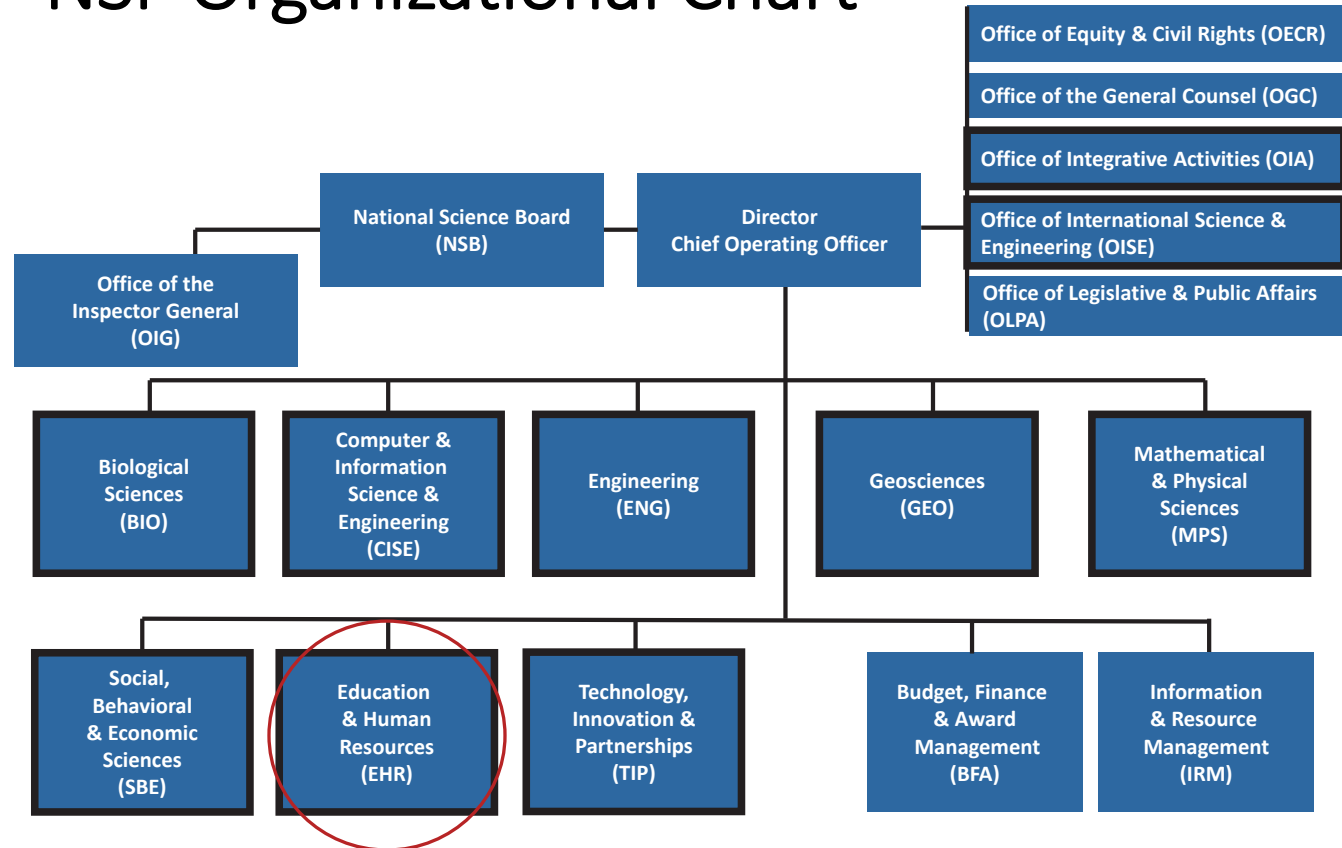 NSF Organizational Chart
Office of Equity & Civil Rights (OECR)
Office of the General Counsel (OGC)
Office of Integrative Activities (OIA)
Office of International Science &
Engineering (OISE)
Office of Legislative & Public Affairs
(OLPA)
National Science Board
(NSB)
Director
Chief Operating Officer
Office of the
Inspector General
(OIG)
Biological
Sciences
(BIO)
Computer &
Information
Science &
Engineering
(CISE)
Engineering
(ENG)
Geosciences
(GEO)
Mathematical
& Physical
Sciences
(MPS)
Social,
Behavioral
& Economic
Sciences
(SBE)
Education
& Human
Resources
(EHR)
Technology,
Innovation &
Partnerships
(TIP)
Budget, Finance
& Award
Management
(BFA)
Information
& Resource
Management
(IRM)